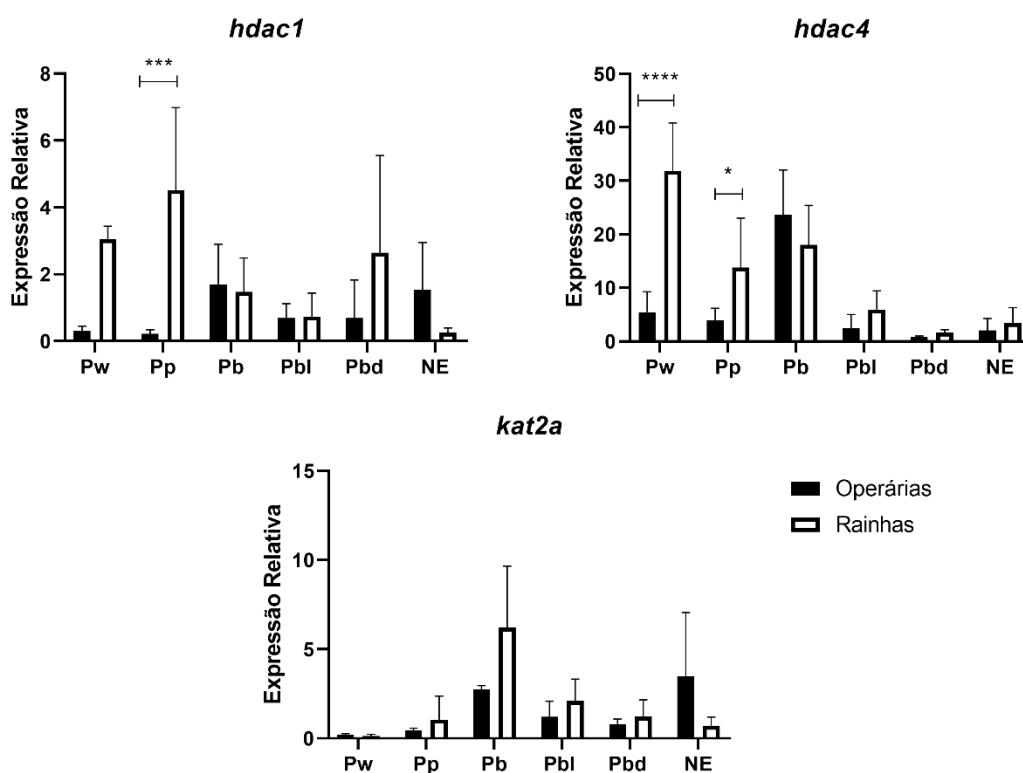 hdac1
***
8
6
4
2
0
Expressão Relativa
Pw Pp Pb Pbl Pbd NE
hdac4
****
*
50
40
30
20
10
0
Expressão Relativa
Pw Pp Pb Pbl Pbd NE
kat2a
15
10
5
0
Expressão Relativa
Pw Pp Pb Pbl Pbd NE
Operárias
Rainhas